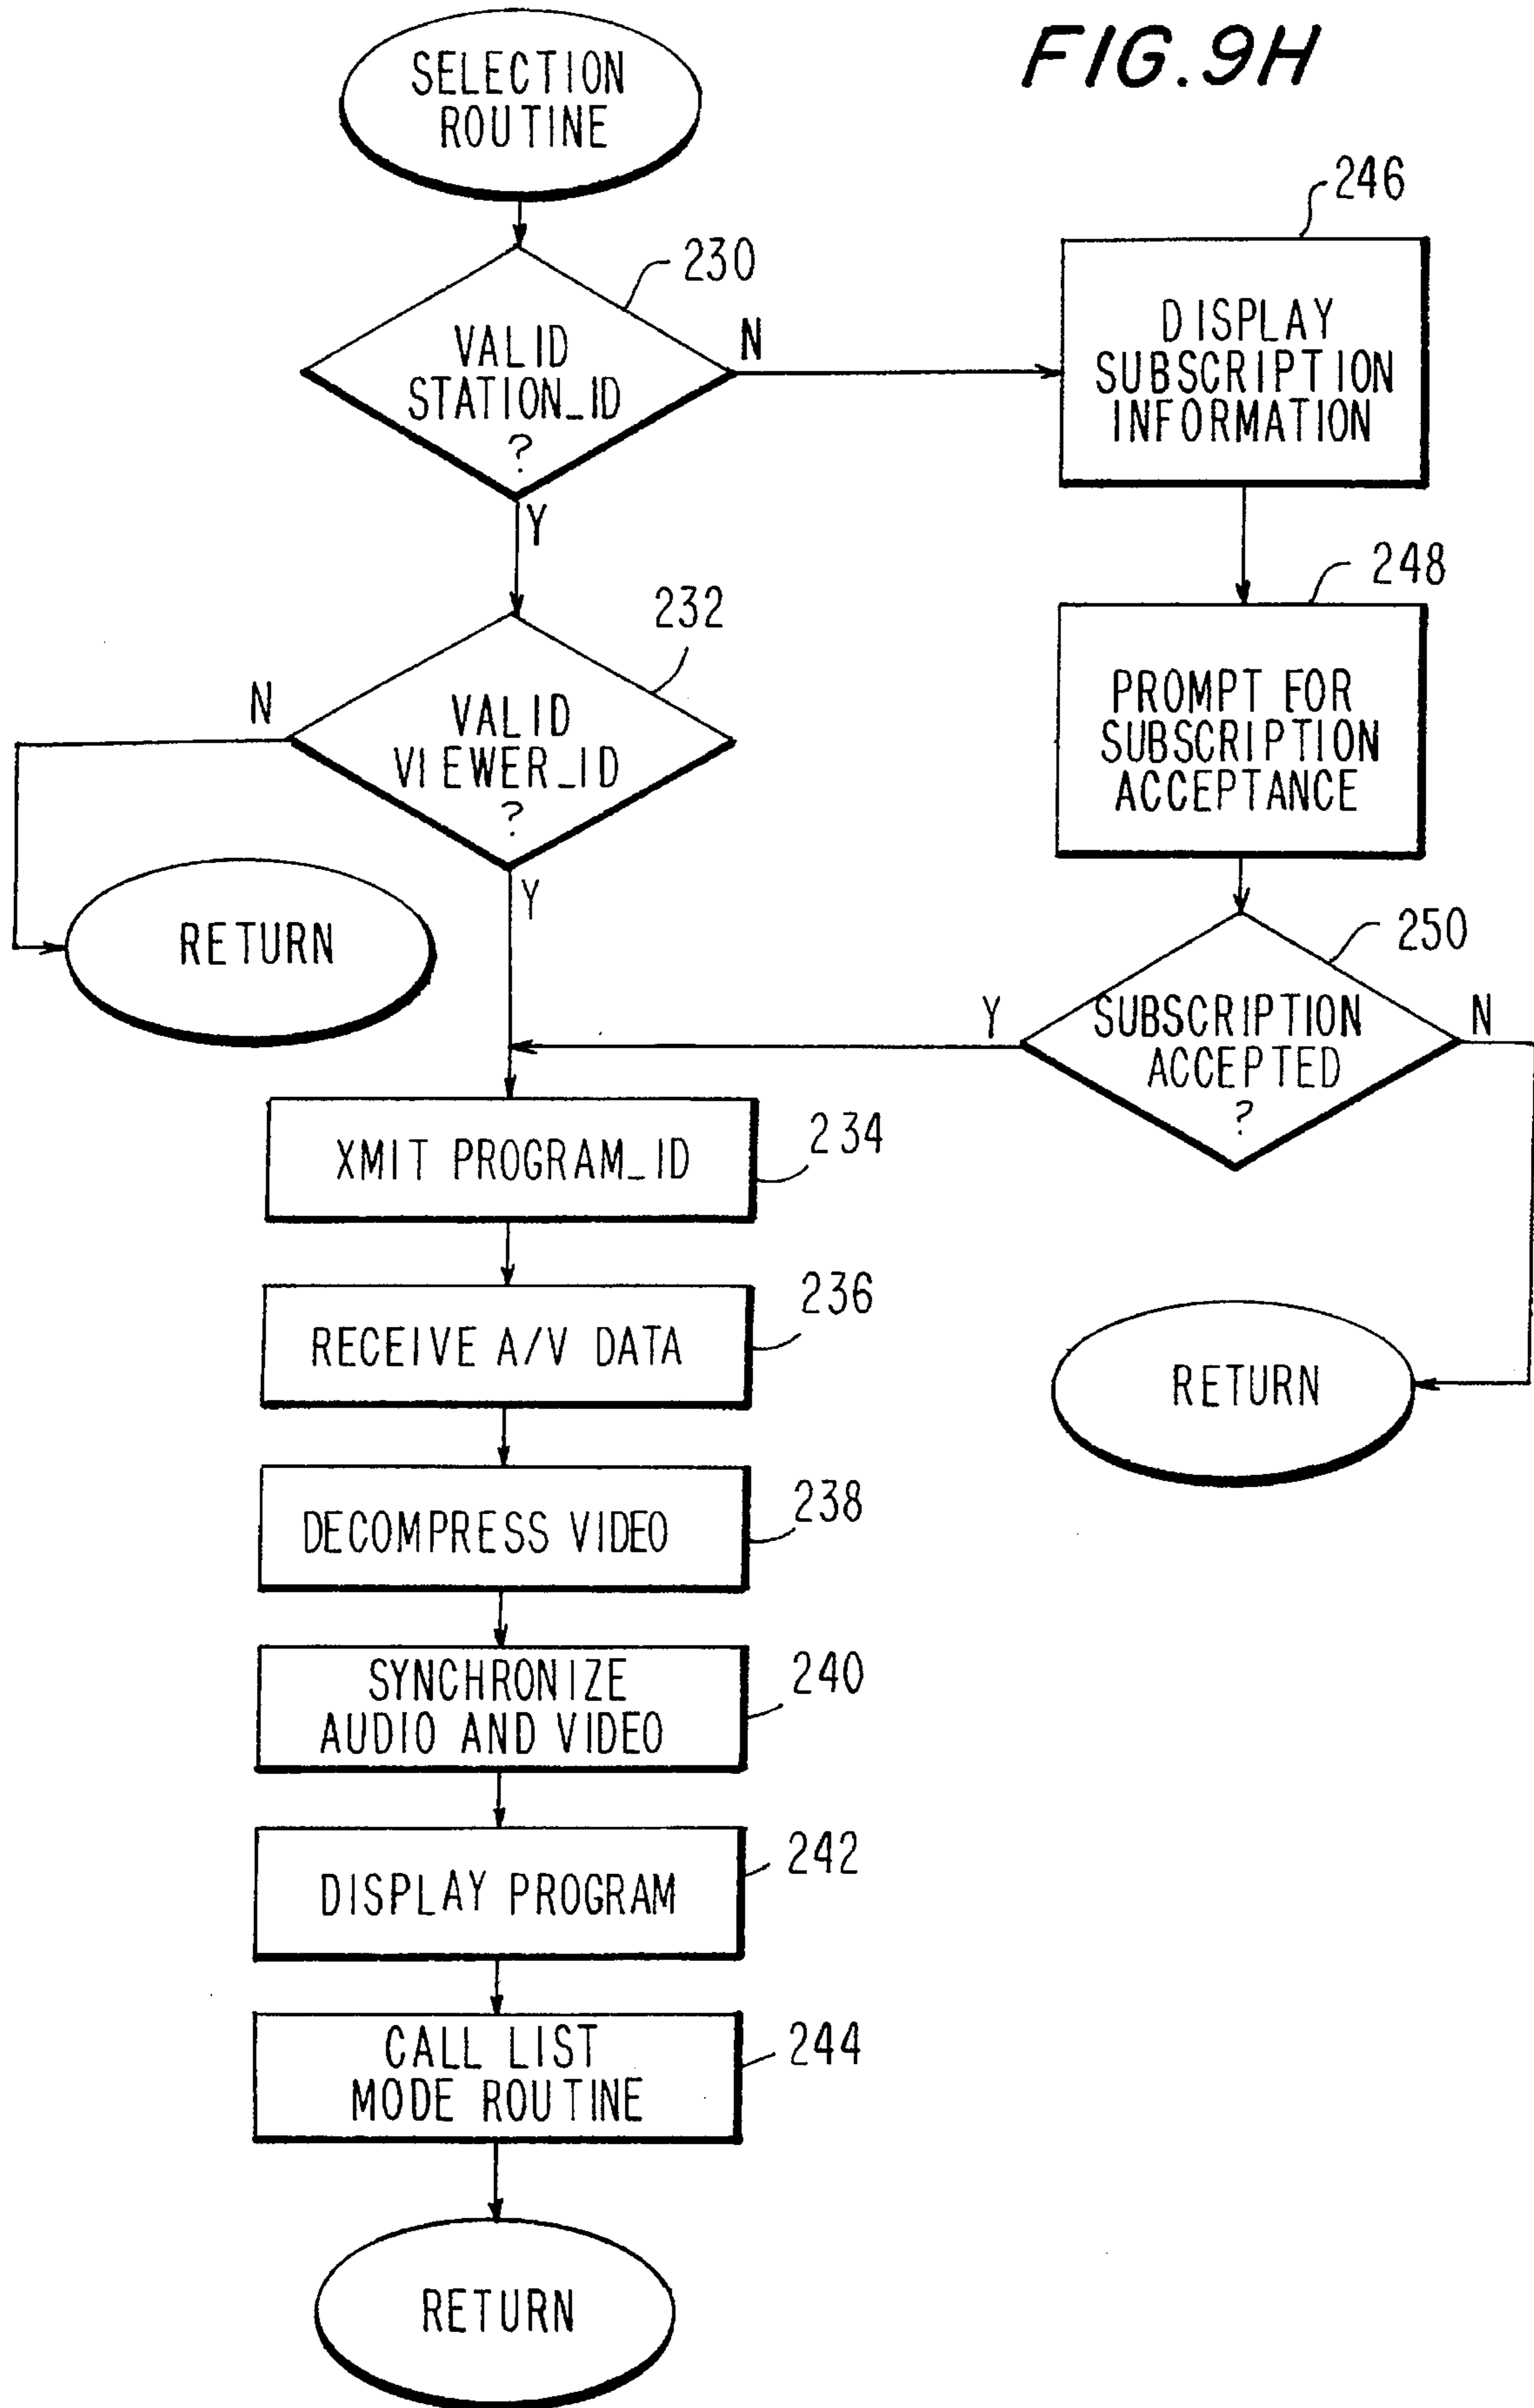 FIG.9H
SELECTION
ROUTINE
230
VALID
STATION_ID
?
N
Y
246
DISPLAY
SUBSCRIPTION
INFORMATION
248
PROMPT FOR
SUBSCRIPTION
ACCEPTANCE
232
VALID
VIEWER_ID
?
N
Y
RETURN
250
SUBSCRIPTION
ACCEPTED
?
Y
N
RETURN
XMIT PROGRAM_ID
234
RECEIVE A/V DATA
236
DECOMPRESS VIDEO
238
SYNCHRONIZE
AUDIO AND VIDEO
240
DISPLAY PROGRAM
242
CALL LIST
MODE ROUTINE
244
RETURN